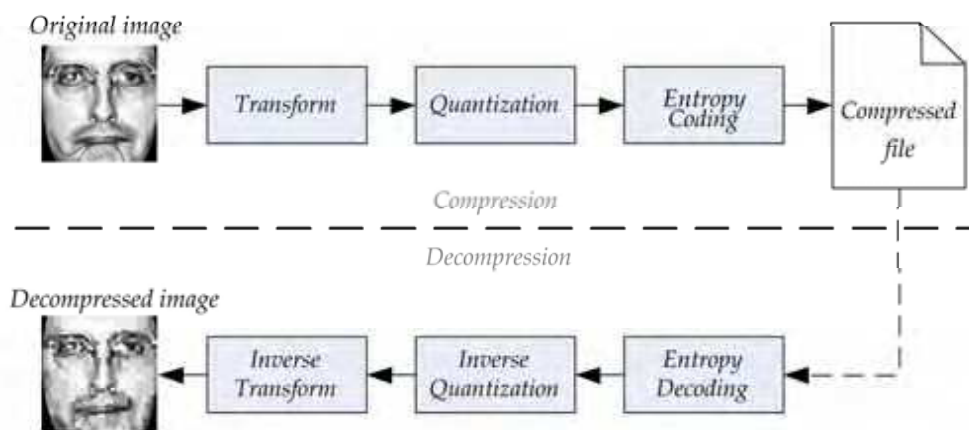 Original image
Transform
Quantization
Entropy
Coding
Compressed
file
Compression
Decompression
Decompressed image
Inverse
Transform
Inverse
Quantization
Entropy
Decoding